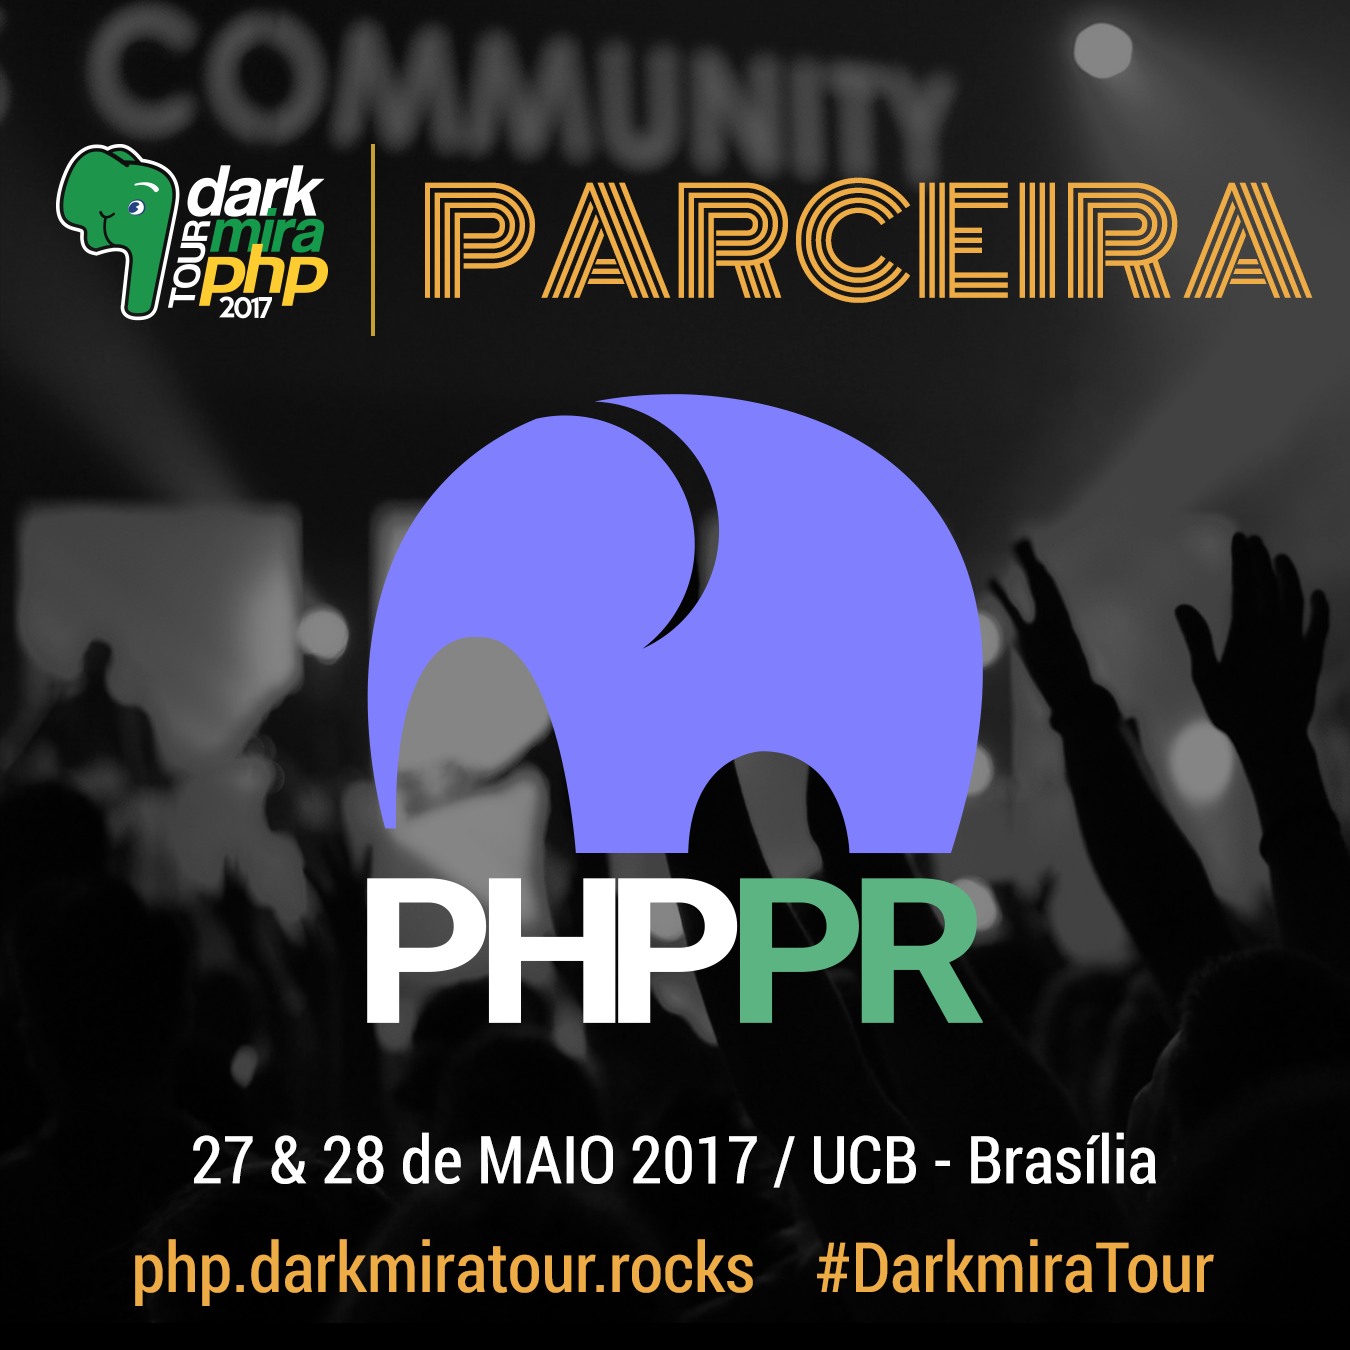 COMMUNITY
dark
mira
TOUR
php
2017
PARCEIRA
PHPPR
27 & 28 de MAIO 2017 / UCB - Brasília
php.darkmiratour.rocks #DarkmiraTour